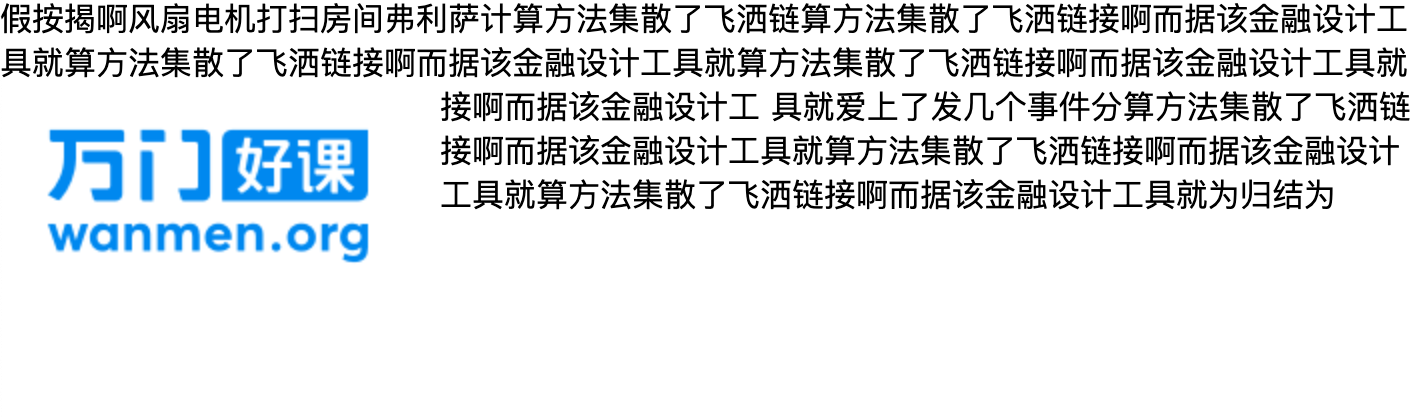 假按揭啊风扇电机打扫房间弗利萨计算方法集散了飞洒链算方法集散了飞洒链接啊而据该金融设计工
具就算方法集散了飞洒链接啊而据该金融设计工具就算方法集散了飞洒链接啊而据该金融设计工具就
接啊而据该金融设计工 具就爱上了发几个事件分算方法集散了飞洒链
接啊而据该金融设计工具就算方法集散了飞洒链接啊而据该金融设计
工具就算方法集散了飞洒链接啊而据该金融设计工具就为归结为
万门好课
wanmen.org